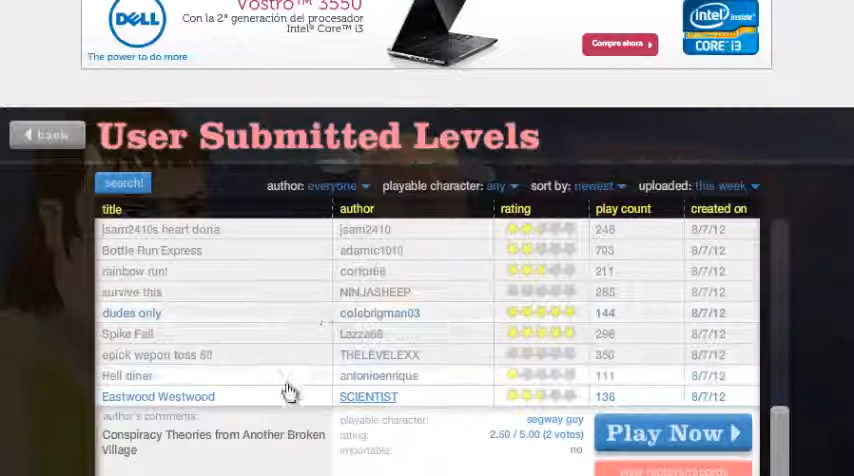 DELL
The power to do more
Vostro™ 3550
Con la 2ª generación del procesador
Intel® Core™ i3
Compre ahora
intel inside®
CORE™ i3
back
User Submitted Levels
search!
author: everyone playable character: any sort by: newest uploaded: this week
title author rating play count created on
jsam2410s heart dona jsam2410 246 8/7/12
Bottle Run Express adamic1010 703 8/7/12
rainbow run! 211 8/7/12
survive this NINJASHEEP 285 8/7/12
dudes only colebrigman03 144 8/7/12
Spike Fall Lazza68 296 8/7/12
epick wepon toss 5!! THELEVELEXX 350 8/7/12
Hell diner antonioenrique 111 8/7/12
Eastwood Westwood SCIENTIST 136 8/7/12
author's comments:
Conspiracy Theories from Another Broken
Village
playable character: segway guy
rating: 2.50 / 5.00 (2 votes)
importable: no
Play Now
view replays/records